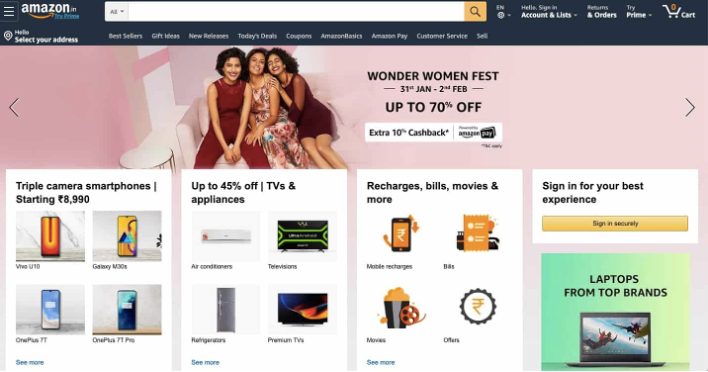 amazon.in
Try Prime
All
EN
Hello. Sign in
Account & Lists
Returns
& Orders
Try
Prime
0
Cart
Hello
Select your address
Best Sellers Gift Ideas New Releases Today's Deals Coupons AmazonBasics Amazon Pay Customer Service Sell
WONDER WOMEN FEST
31ST JAN - 2ND FEB
UP TO 70% OFF
Extra 10% Cashback*
Powered by
amazon pay
*T&C apply
Triple camera smartphones |
Starting ₹8,990
Vivo U10
Galaxy M30s
OnePlus 7T
OnePlus 7T Pro
See more
Up to 45% off | TVs &
appliances
Air conditioners
Televisions
Refrigerators
Premium TVs
See more
Recharges, bills, movies &
more
Mobile recharges
Bills
Movies
Offers
See more
Sign in for your best
experience
Sign in securely
LAPTOPS
FROM TOP BRANDS